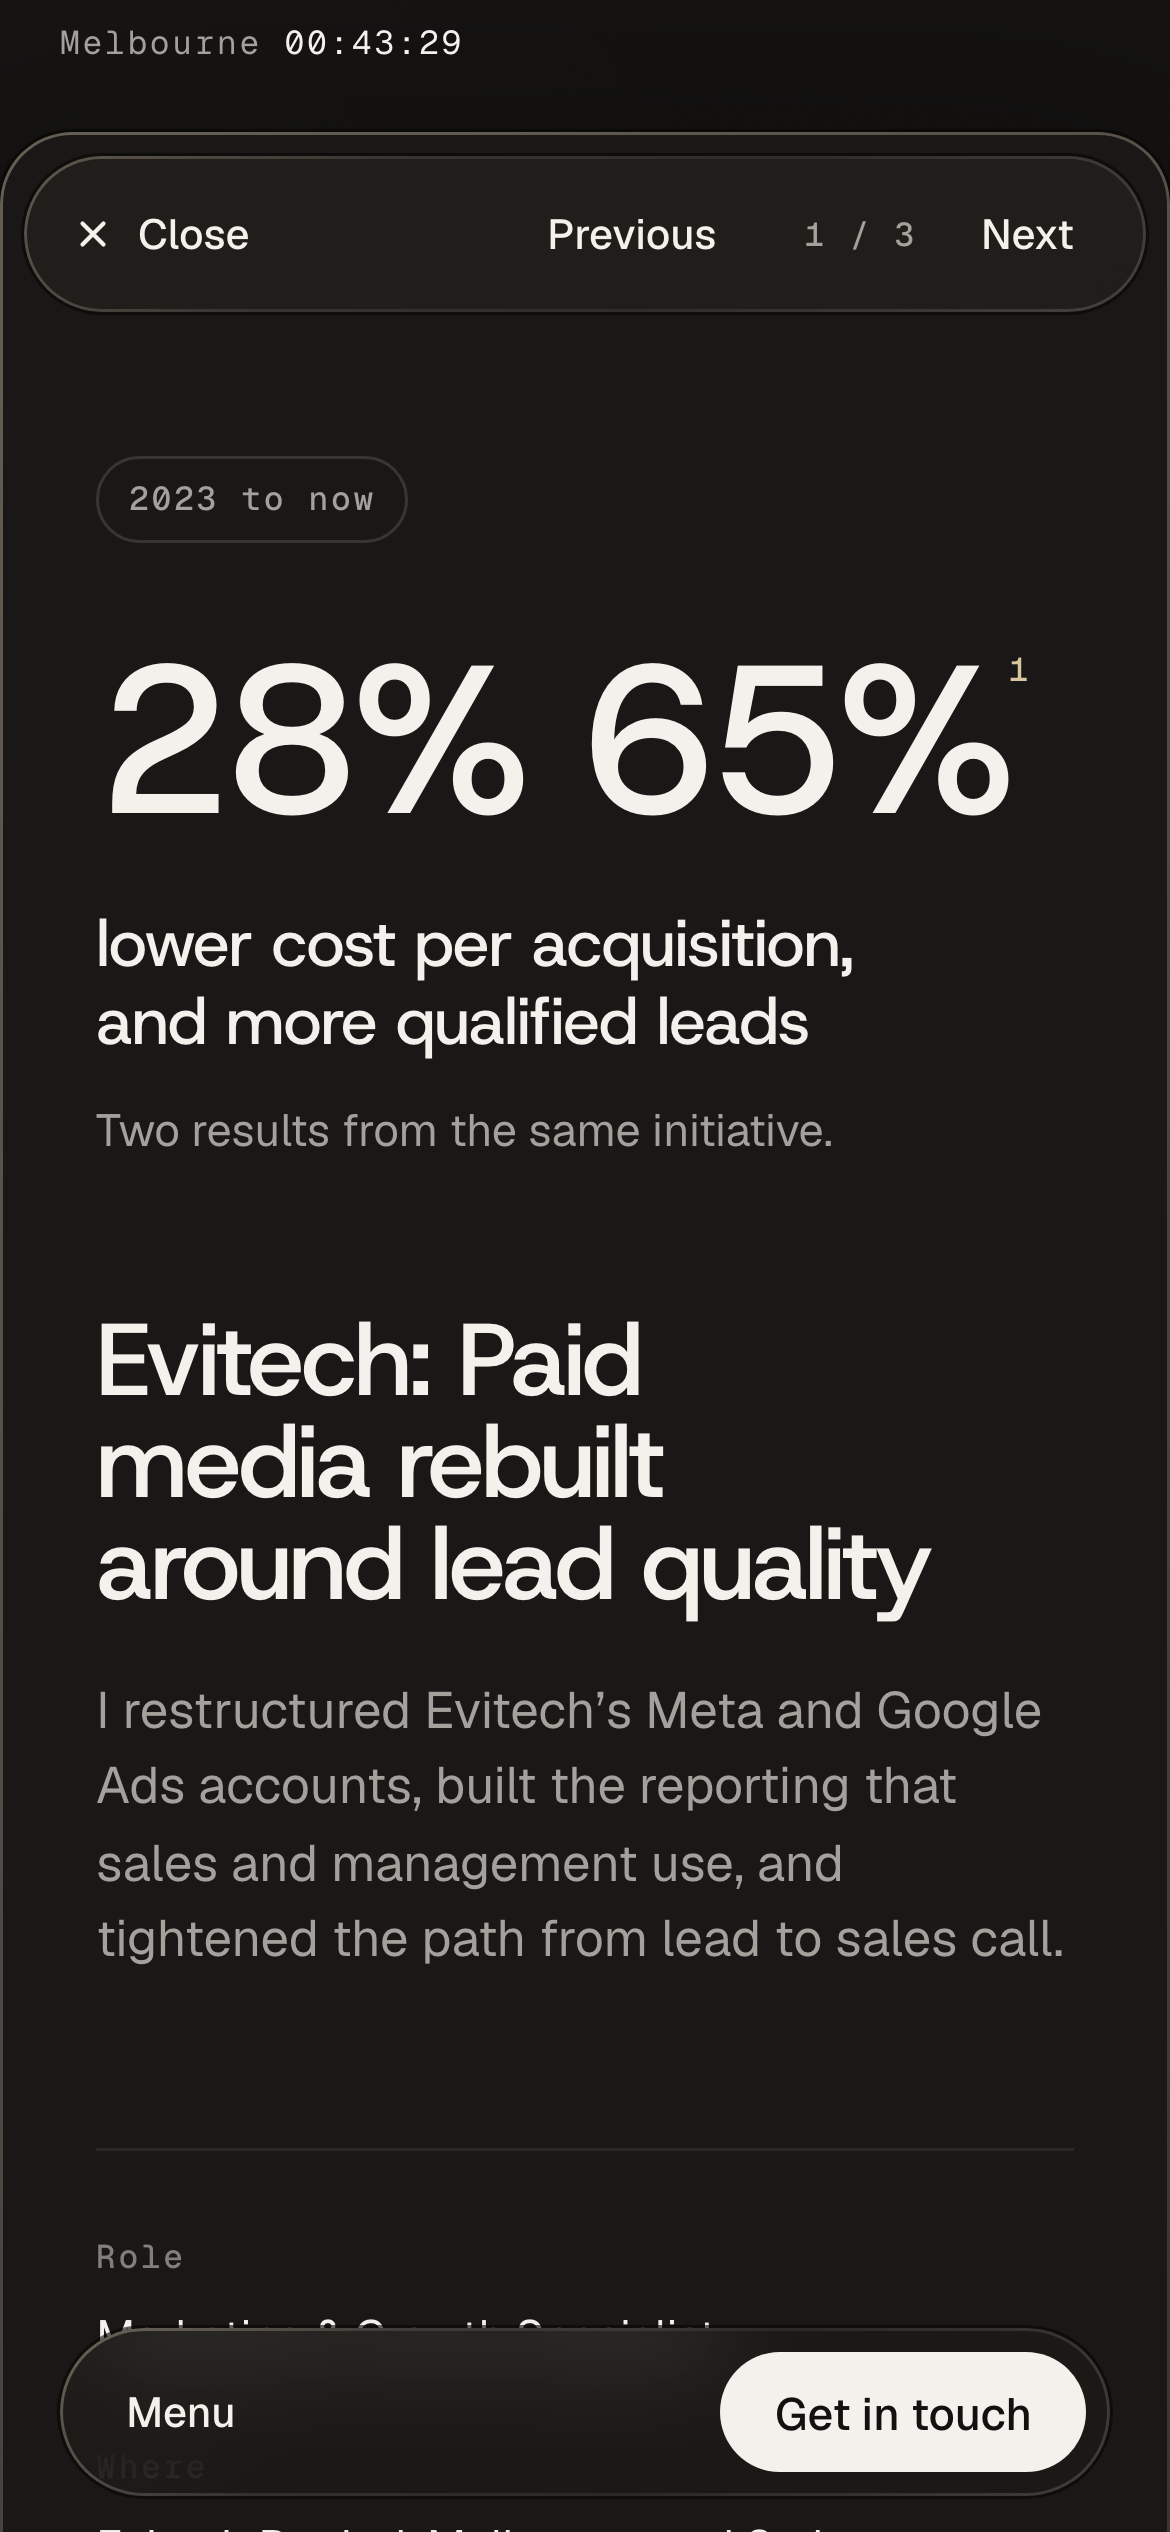 Melbourne 00:43:29
× Close Previous 1 / 3 Next
2023 to now
28% 65% 1
lower cost per acquisition,
and more qualified leads
Two results from the same initiative.
Evitech: Paid
media rebuilt
around lead quality
I restructured Evitech’s Meta and Google
Ads accounts, built the reporting that
sales and management use, and
tightened the path from lead to sales call.
Role
Menu Get in touch
Where